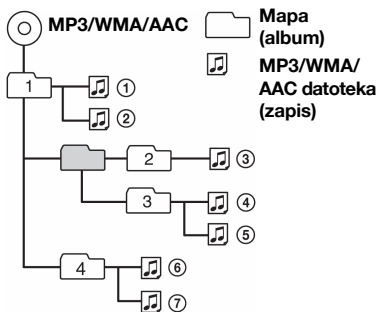 MP3/WMA/AAC
Mapa
(album)
MP3/WMA/
AAC datoteka
(zapis)
1
①
②
2
③
3
④
⑤
4
⑥
⑦